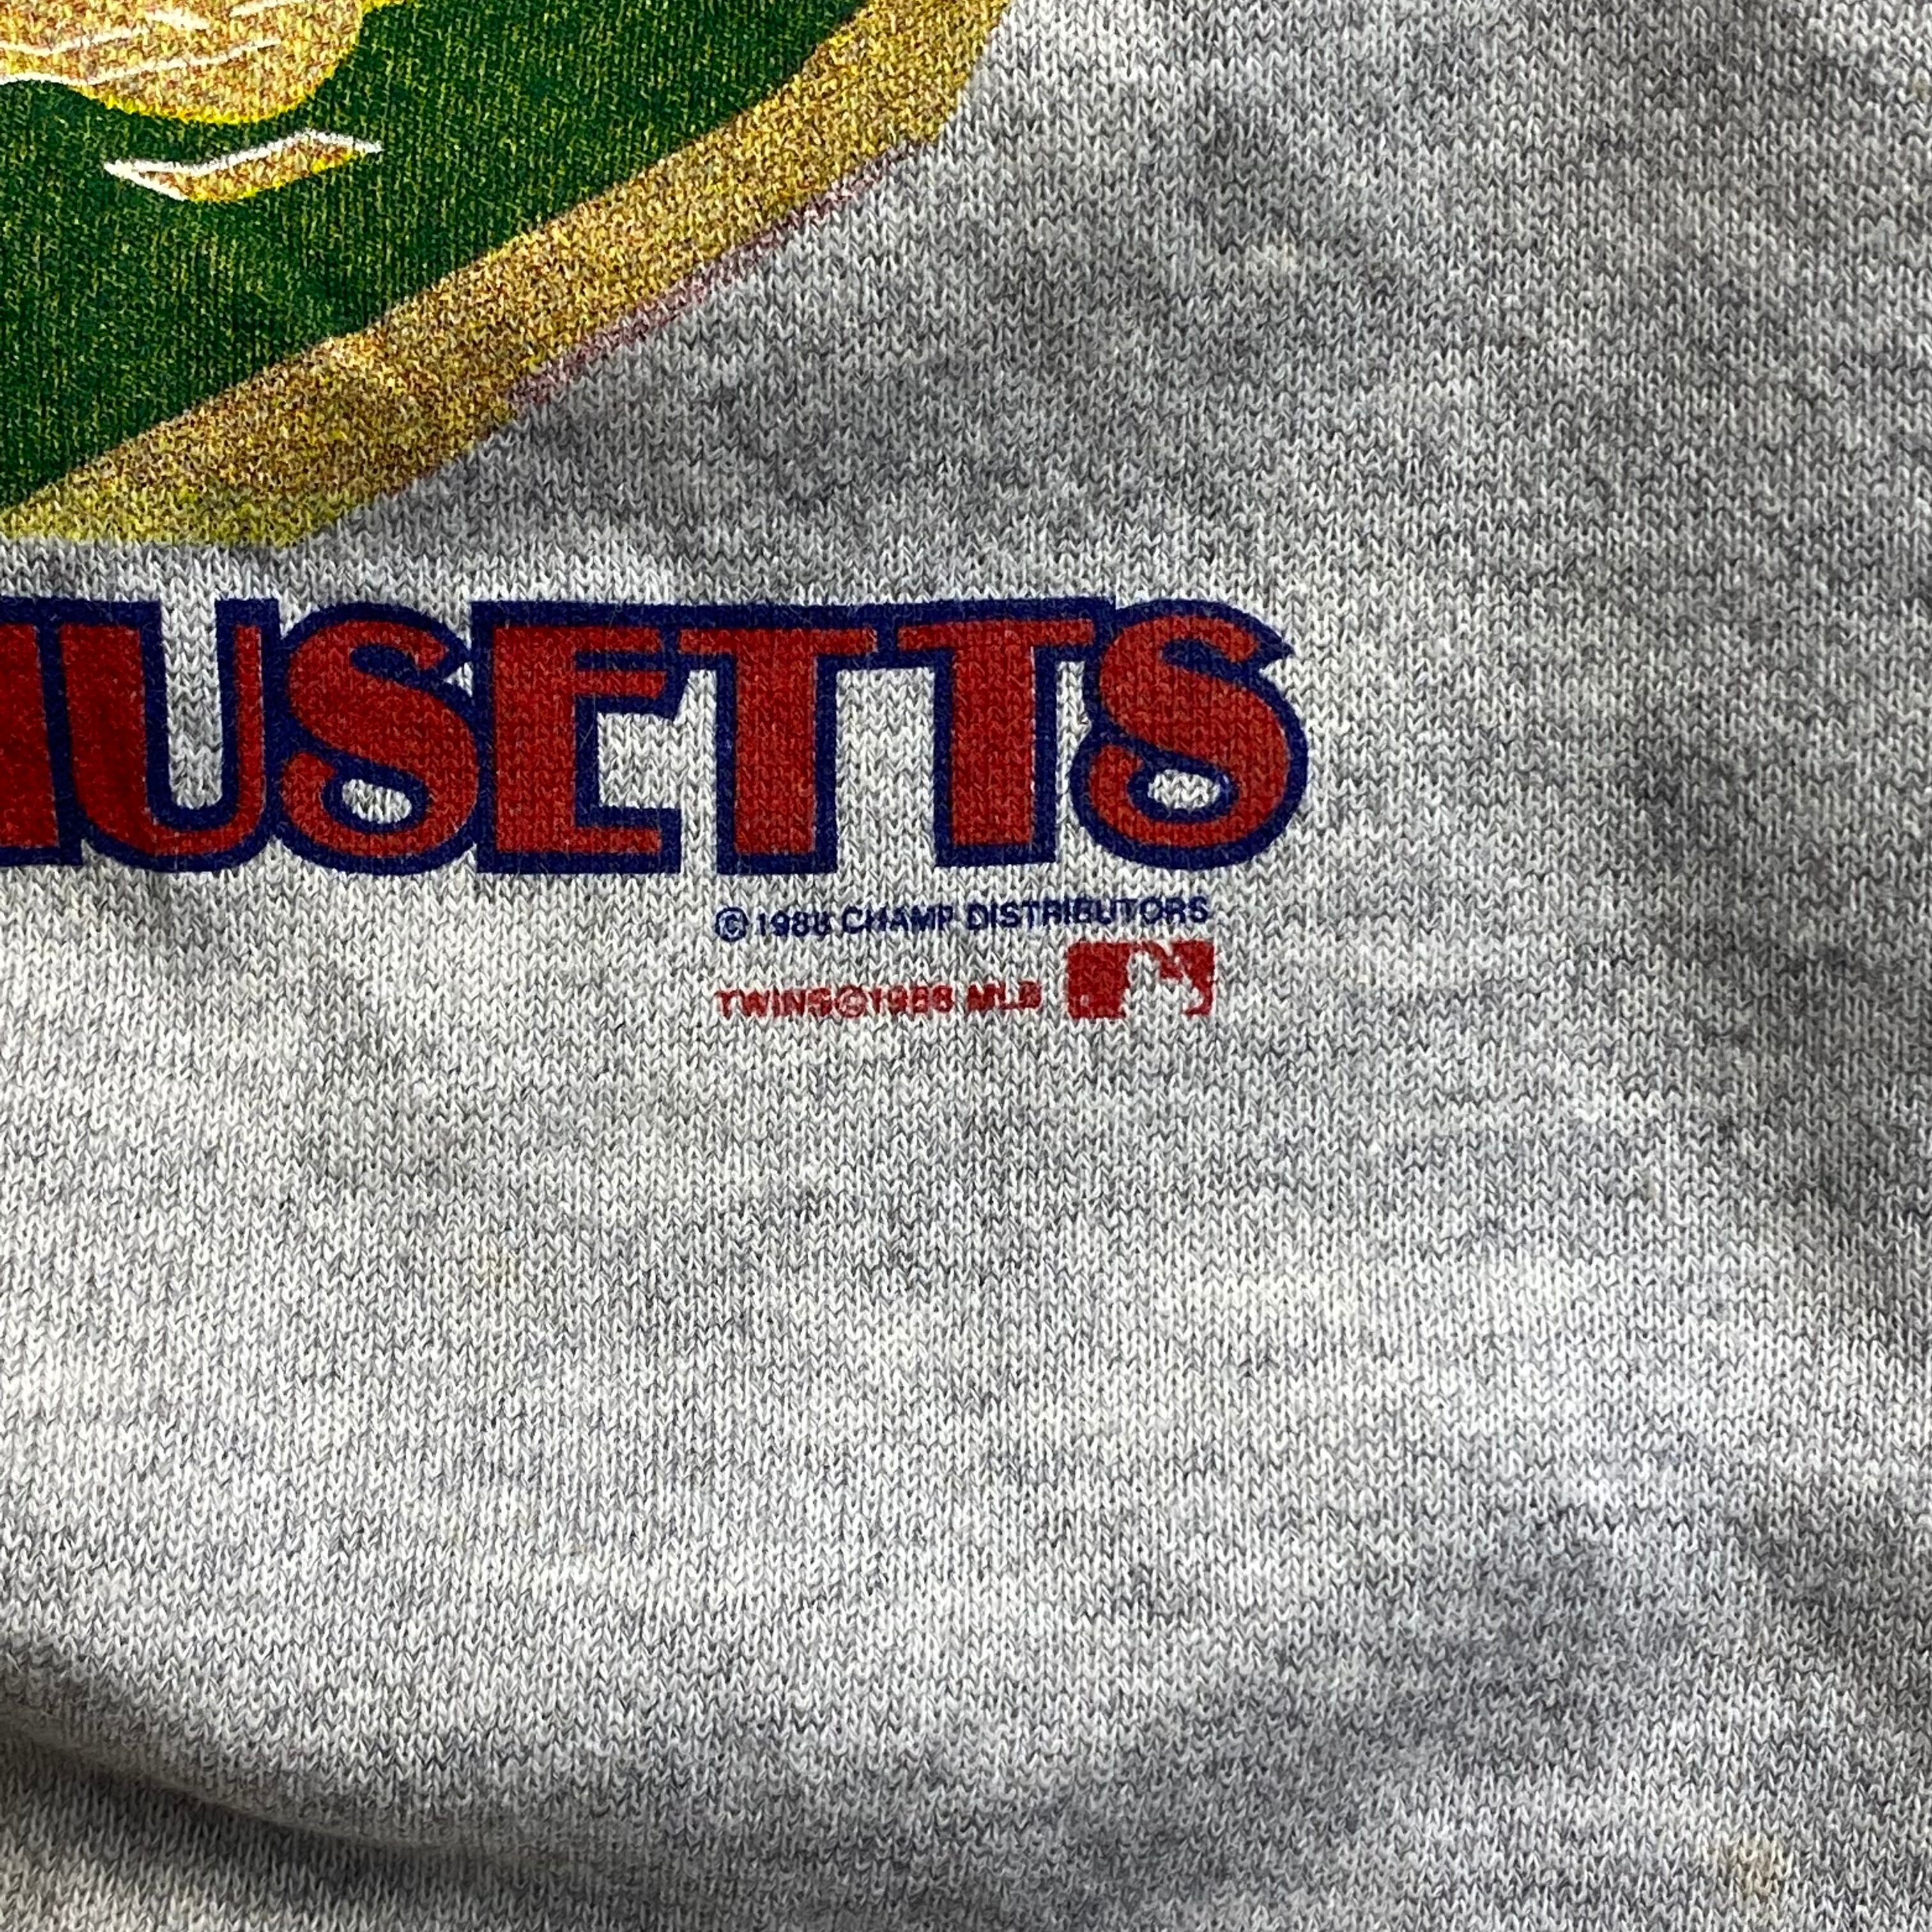 USETTS
© 1988 CHAMP DISTRIBUTORS
TWINS © 1988 MLB